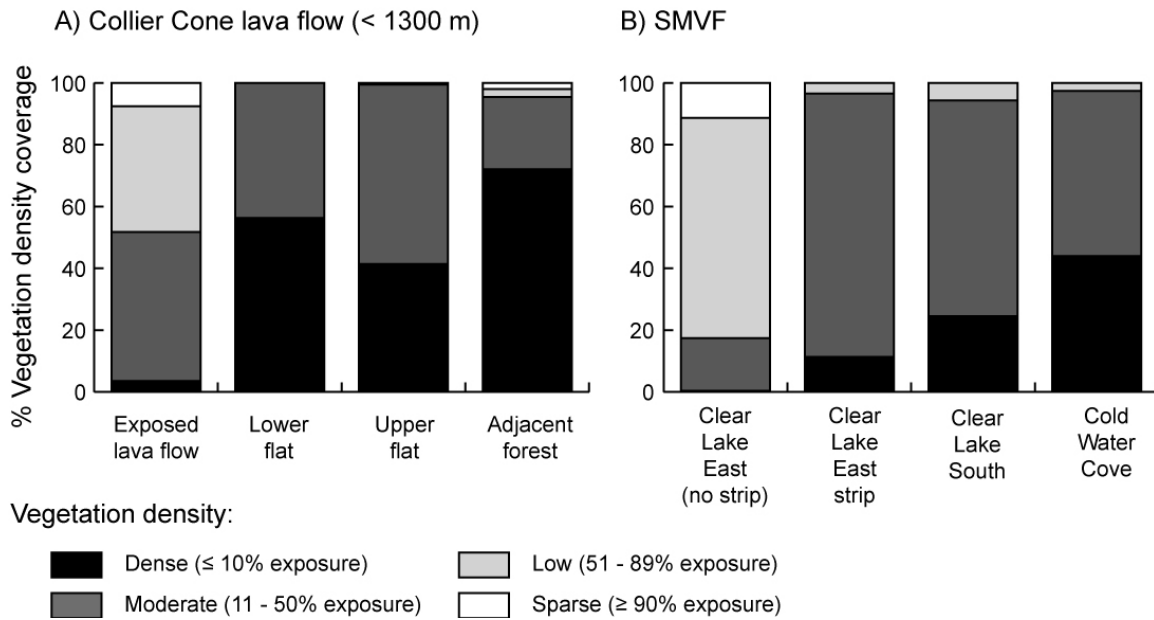 A) Collier Cone lava flow (< 1300 m)
B) SMVF
% Vegetation density coverage
100
80
60
40
20
0
Exposed
lava flow
Lower
flat
Upper
flat
Adjacent
forest
100
80
60
40
20
0
Clear
Lake
East
(no strip)
Clear
Lake
East
strip
Clear
Lake
South
Cold
Water
Cove
Vegetation density:
Dense (≤ 10% exposure)
Low (51 - 89% exposure)
Moderate (11 - 50% exposure)
Sparse (≥ 90% exposure)